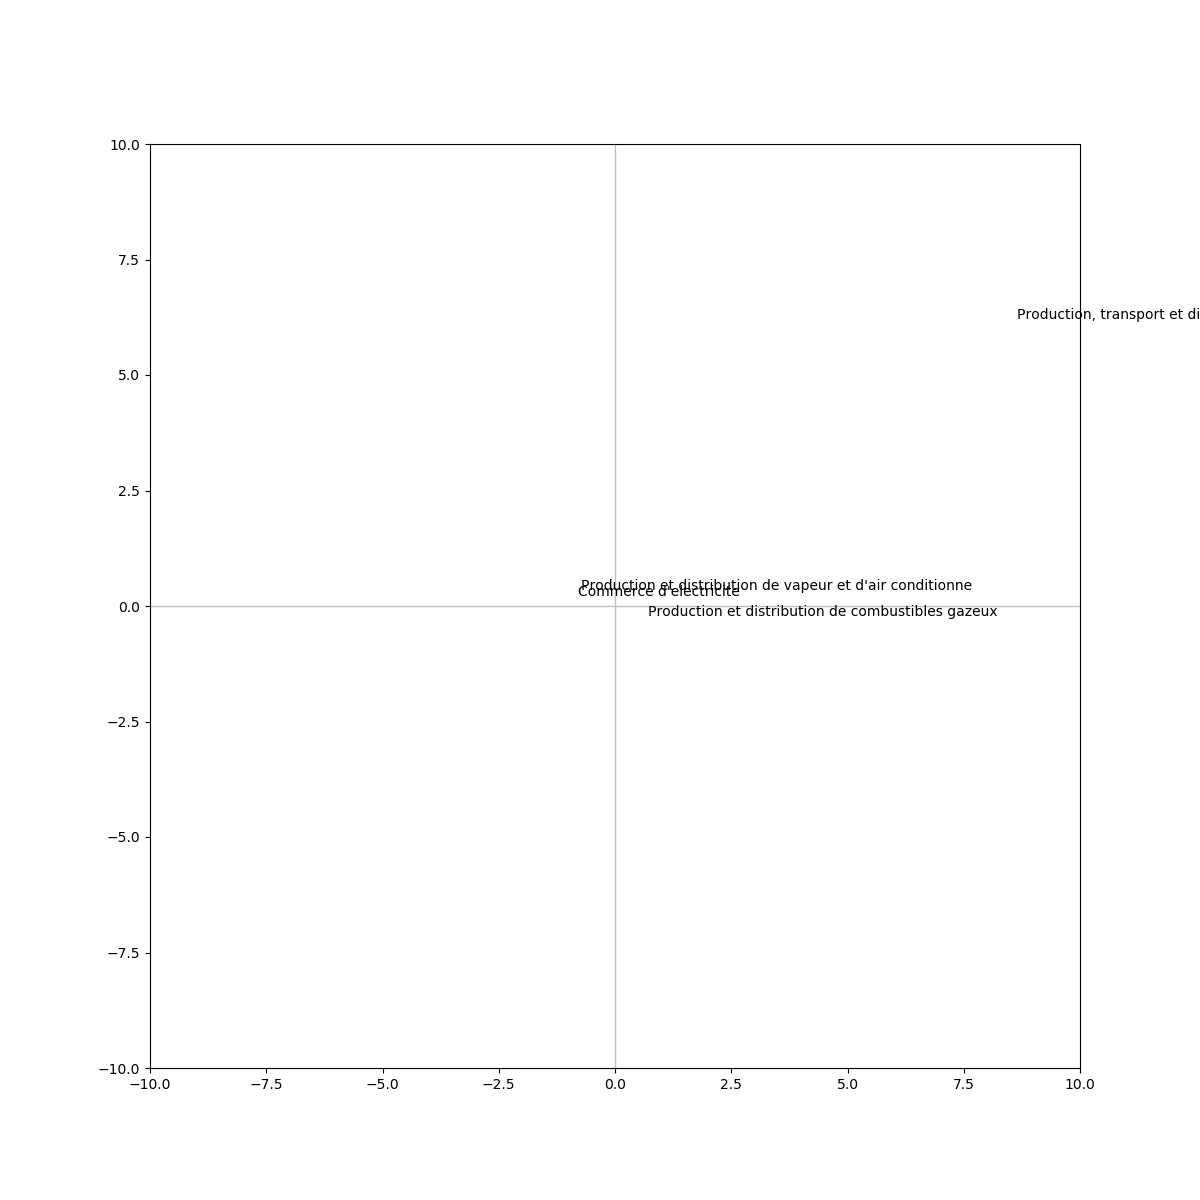 10.0
7.5
Production, transport et di
5.0
2.5
Production et distribution de vapeur et d'air conditionne
Commerce d'electricite
0.0
Production et distribution de combustibles gazeux
−2.5
−5.0
−7.5
−10.0
−10.0 −7.5 −5.0 −2.5 0.0 2.5 5.0 7.5 10.0